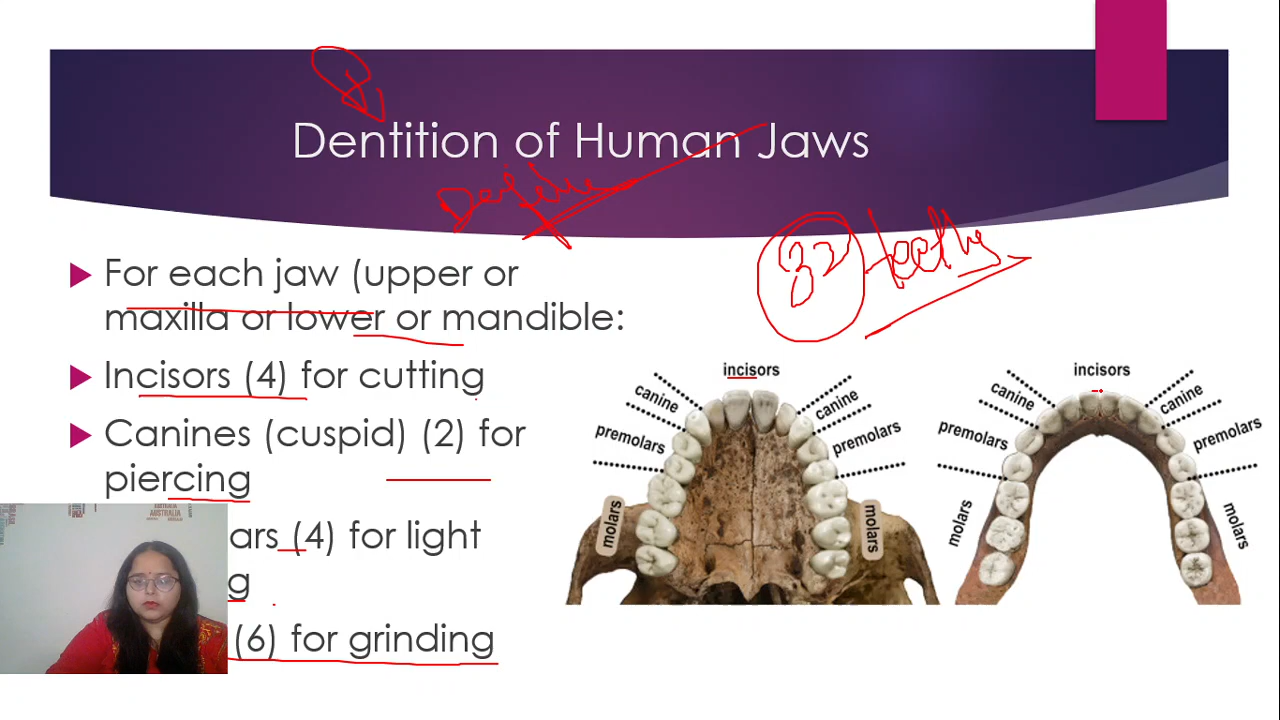 Dentition of Human Jaws
Define
32 teeth
For each jaw (upper or
maxilla or lower or mandible:
Incisors (4) for cutting
Canines (cuspid) (2) for
piercing
ars (4) for light
g
(6) for grinding
incisors
canine
canine
premolars
premolars
molars
molars
incisors
canine
canine
premolars
premolars
molars
molars
AUSTRALIA